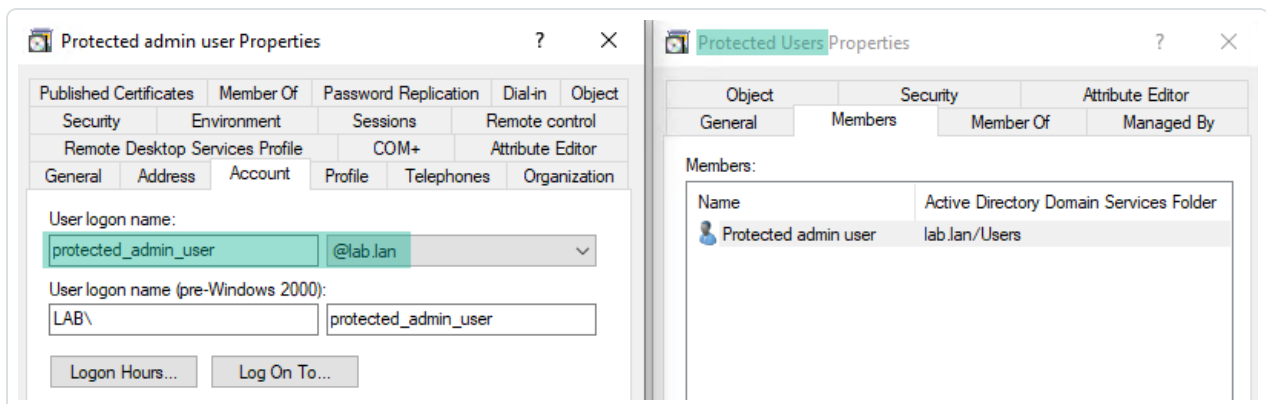 Protected admin user Properties ? ×
Published Certificates Member Of Password Replication Dial-in Object
Security Environment Sessions Remote control
Remote Desktop Services Profile COM+ Attribute Editor
General Address Account Profile Telephones Organization
User logon name:
protected_admin_user @lab.lan
User logon name (pre-Windows 2000):
LAB\ protected_admin_user
Logon Hours... Log On To...
Protected Users Properties ? ×
Object Security Attribute Editor
General Members Member Of Managed By
Members:
Name Active Directory Domain Services Folder
Protected admin user lab.lan/Users